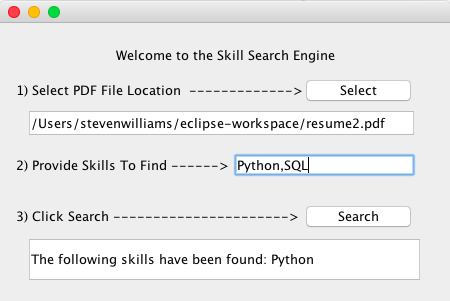 Welcome to the Skill Search Engine
1) Select PDF File Location -------------> Select
/Users/stevenwilliams/eclipse-workspace/resume2.pdf
2) Provide Skills To Find ------> Python,SQL
3) Click Search ----------------------> Search
The following skills have been found: Python